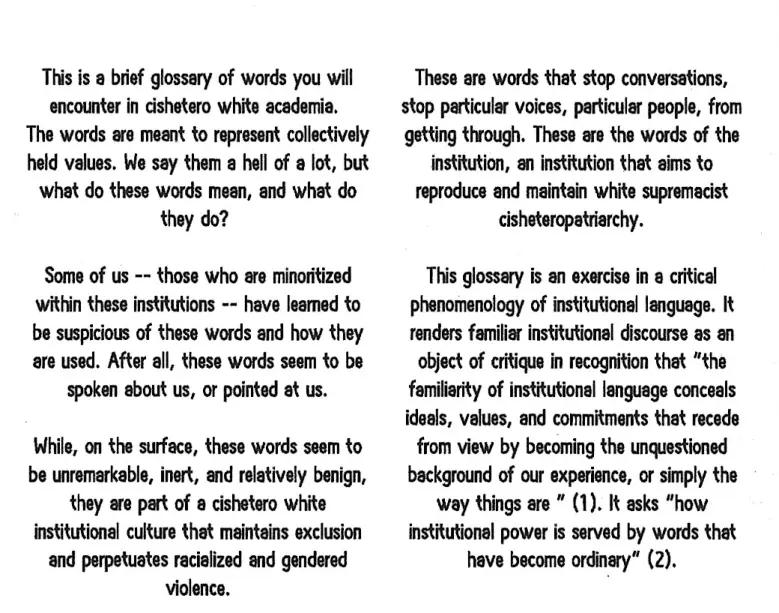 This is a brief glossary of words you will
encounter in cishetero white academia.
The words are meant to represent collectively
held values. We say them a hell of a lot, but
what do these words mean, and what do
they do?
Some of us -- those who are minoritized
within these institutions -- have learned to
be suspicious of these words and how they
are used. After all, these words seem to be
spoken about us, or pointed at us.
While, on the surface, these words seem to
be unremarkable, inert, and relatively benign,
they are part of a cishetero white
institutional culture that maintains exclusion
and perpetuates racialized and gendered
violence.
These are words that stop conversations,
stop particular voices, particular people, from
getting through. These are the words of the
institution, an institution that aims to
reproduce and maintain white supremacist
cisheteropatriarchy.
This glossary is an exercise in a critical
phenomenology of institutional language. It
renders familiar institutional discourse as an
object of critique in recognition that "the
familiarity of institutional language conceals
ideals, values, and commitments that recede
from view by becoming the unquestioned
background of our experience, or simply the
way things are " (1). It asks "how
institutional power is served by words that
have become ordinary" (2).